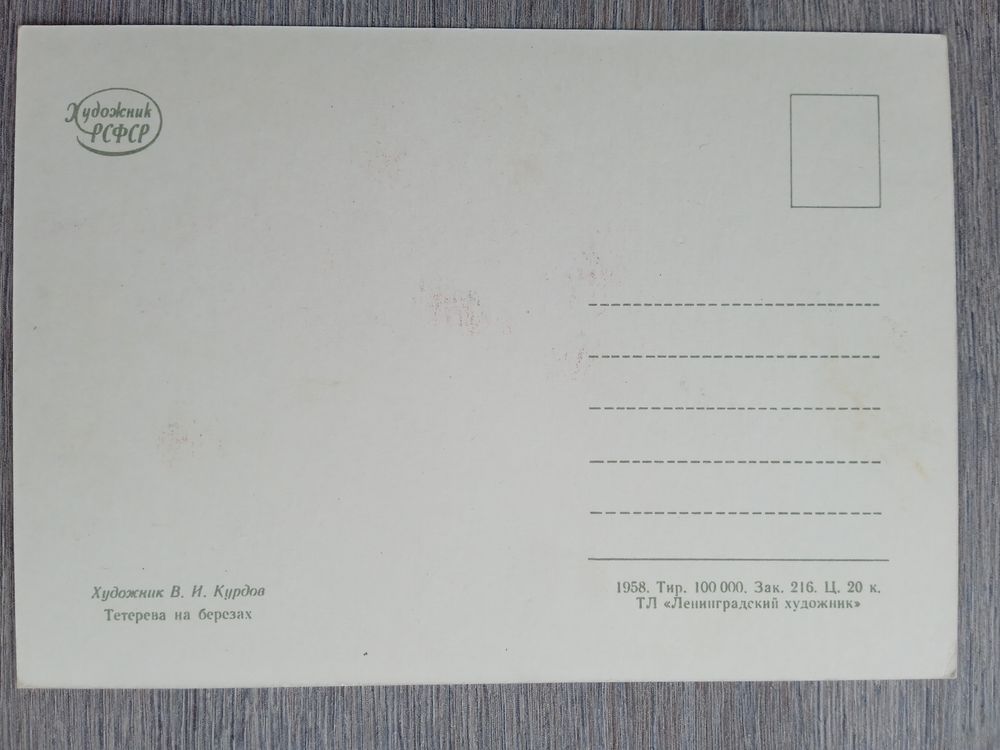 Художник
РСФСР
Художник В. И. Курдов
Тетерева на березах
1958. Тир. 100 000. Зак. 216. Ц. 20 к.
ТЛ «Ленинградский художник»